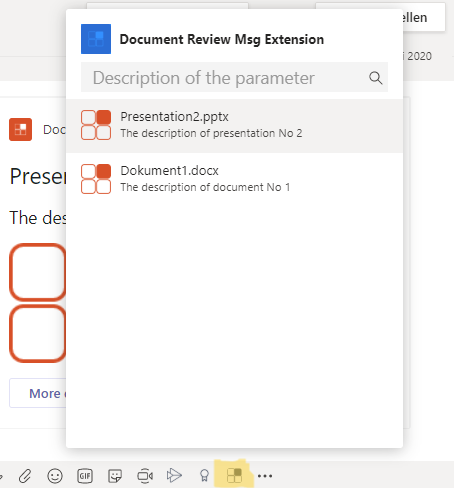 ellen
Document Review Msg Extension
2020
Description of the parameter
Presentation2.pptx
The description of presentation No 2
Doc
Presen
Dokument1.docx
The description of document No 1
The des
More
GIF